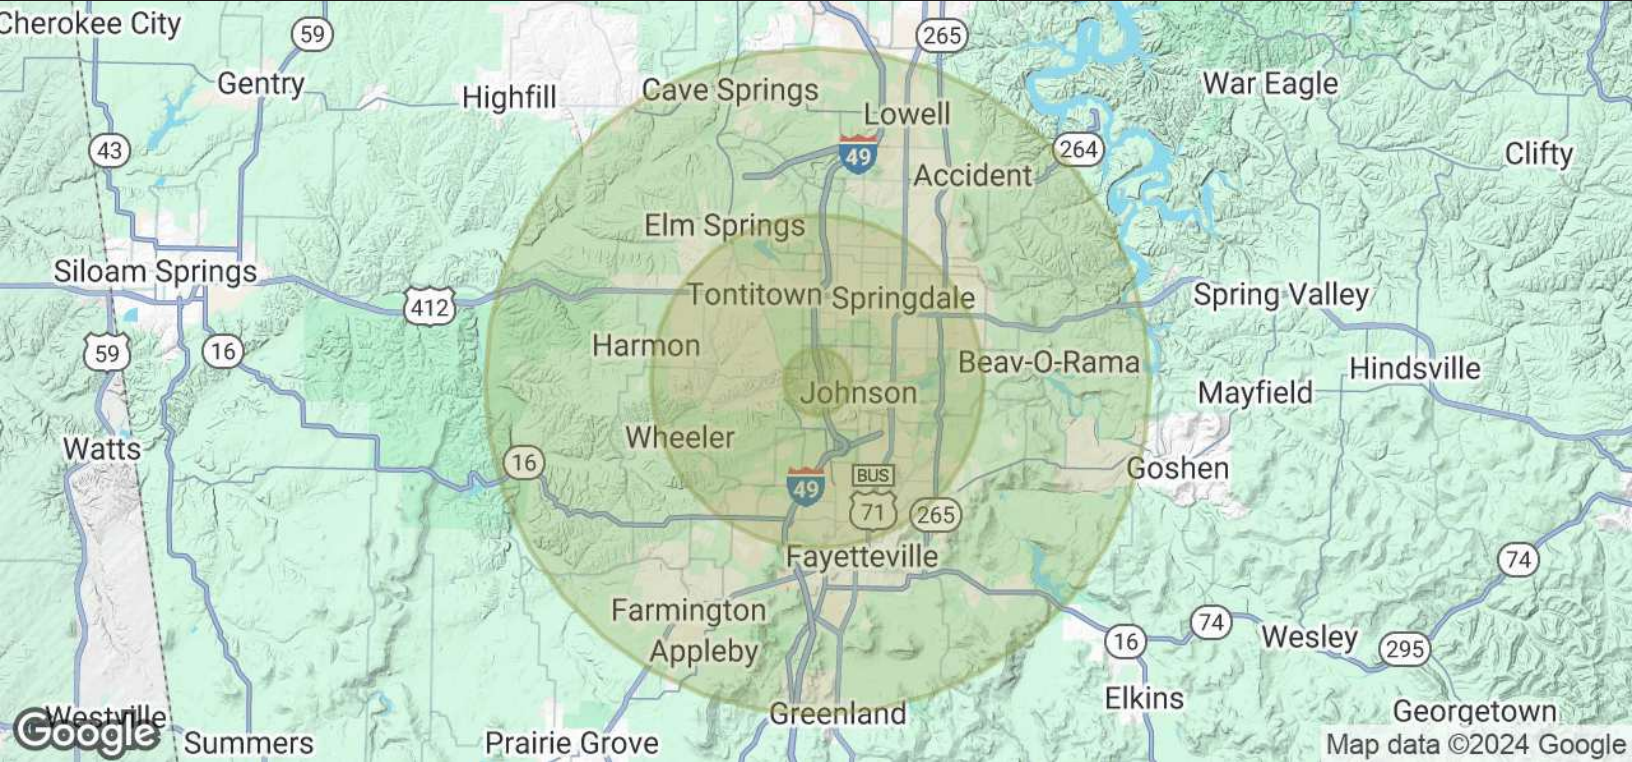 Cherokee City
59
265
Gentry
Highfill
Cave Springs
War Eagle
Lowell
43
49
264
Clifty
Accident
Elm Springs
Siloam Springs
412
Tontitown
Springdale
Spring Valley
59
16
Harmon
Beav-O-Rama
Hindsville
Johnson
Mayfield
Watts
Wheeler
16
Goshen
49
BUS
71
265
Fayetteville
74
Farmington
74
Appleby
16
Wesley
295
Elkins
Westville
Greenland
Georgetown
Google
Summers
Prairie Grove
Map data ©2024 Google